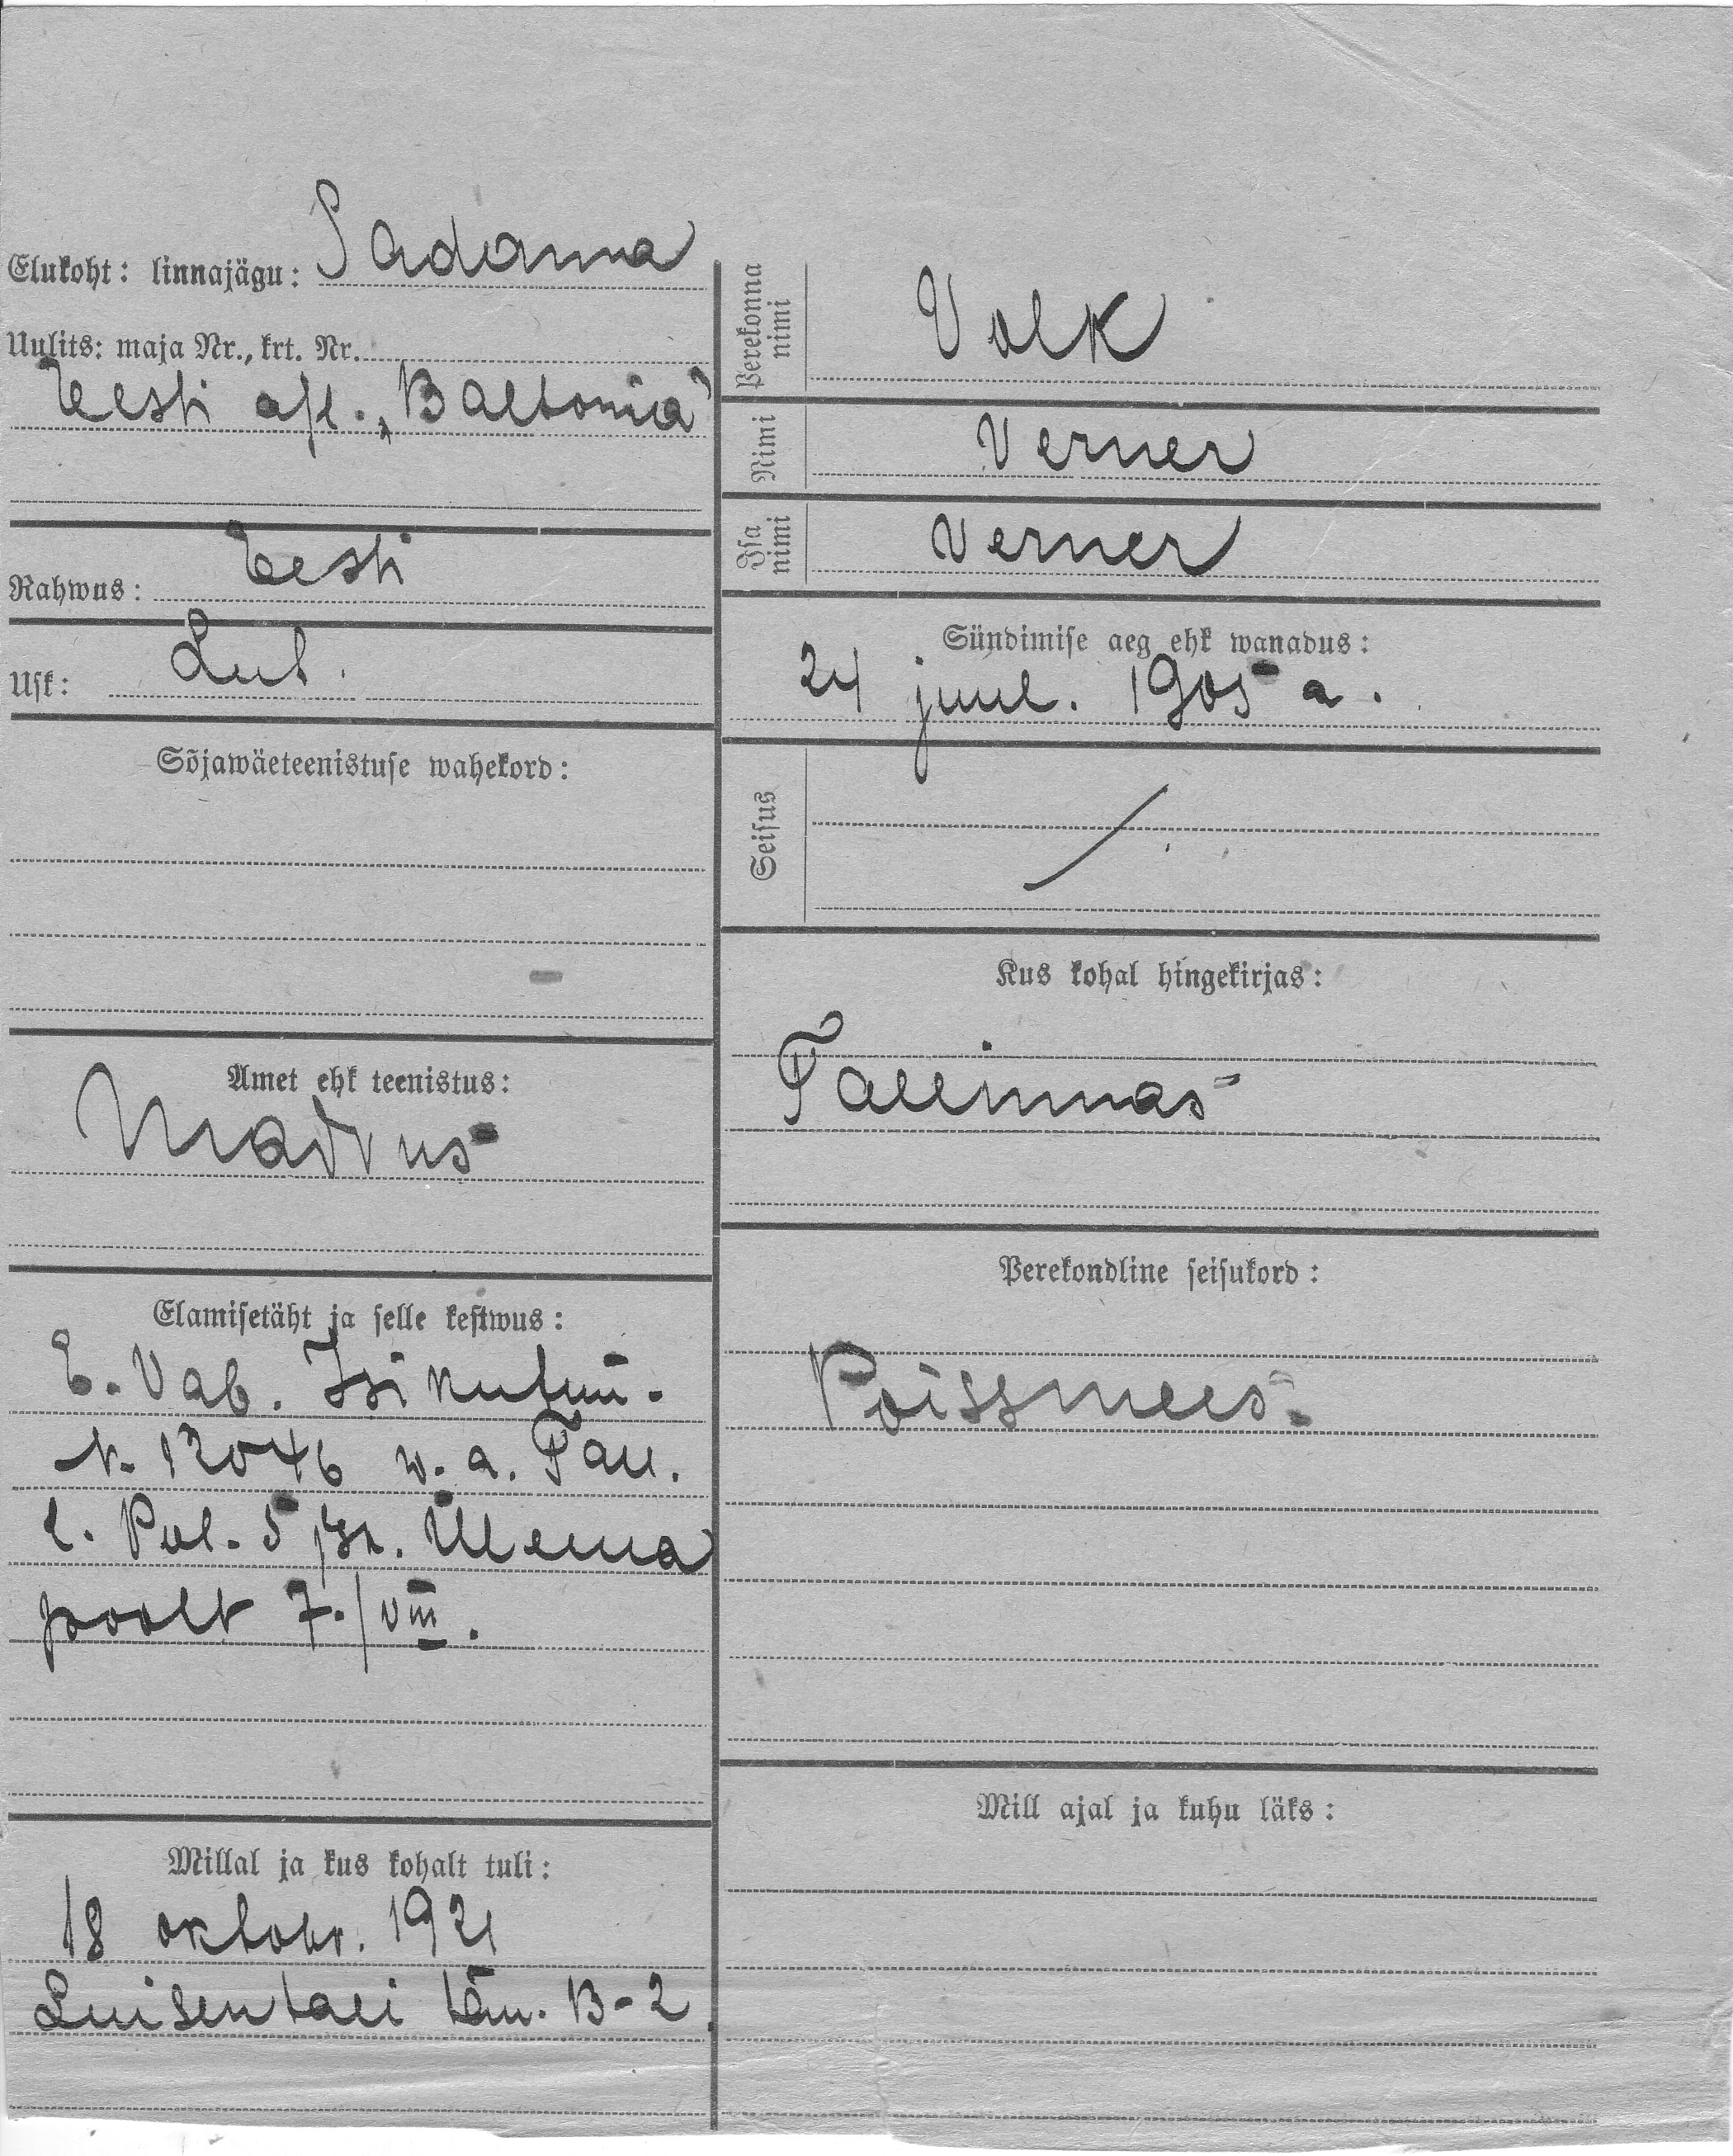 Elukoht: linnajägu: Sadama
Uulits: maja Nr., krt. Nr.
Eesti a/l. „Baltonia"
Rahwus: Eesti
Usk: Lut.
Sõjawäeteenistuse wahekord:
Amet ehk teenistus:
Madrus
Elamisetäht ja selle kestwus:
E. Vab. Isikutun.
N. 12046 w. a. Tall.
l. Pol. 5 jsk. Ülema
poolt 7./VIII.
Millal ja kus kohalt tuli:
18 oktobr. 1921
Luisentali tän. 13-2.
Perekonna nimi
Volk
Nimi
Verner
Isa nimi
Verner
Sündimise aeg ehk wanadus:
24 juul. 1905 a.
Seisus
Kus kohal hingekirjas:
Tallinnas
Perekondline seisukord:
Poissmees.
Mill ajal ja kuhu läks: